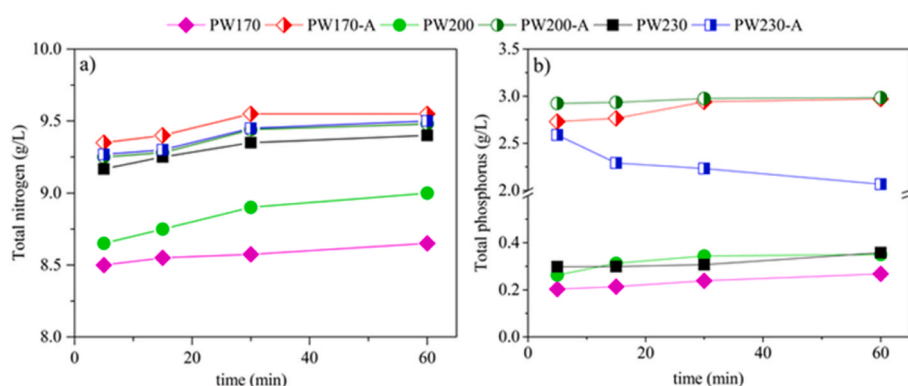 PW170 PW170-A PW200 PW200-A PW230 PW230-A
a)
Total nitrogen (g/L)
10.0
9.5
9.0
8.5
8.0
0 20 40 60
time (min)
b)
Total phosphorus (g/L)
3.5
3.0
2.5
2.0
0.4
0.2
0.0
0 20 40 60
time (min)